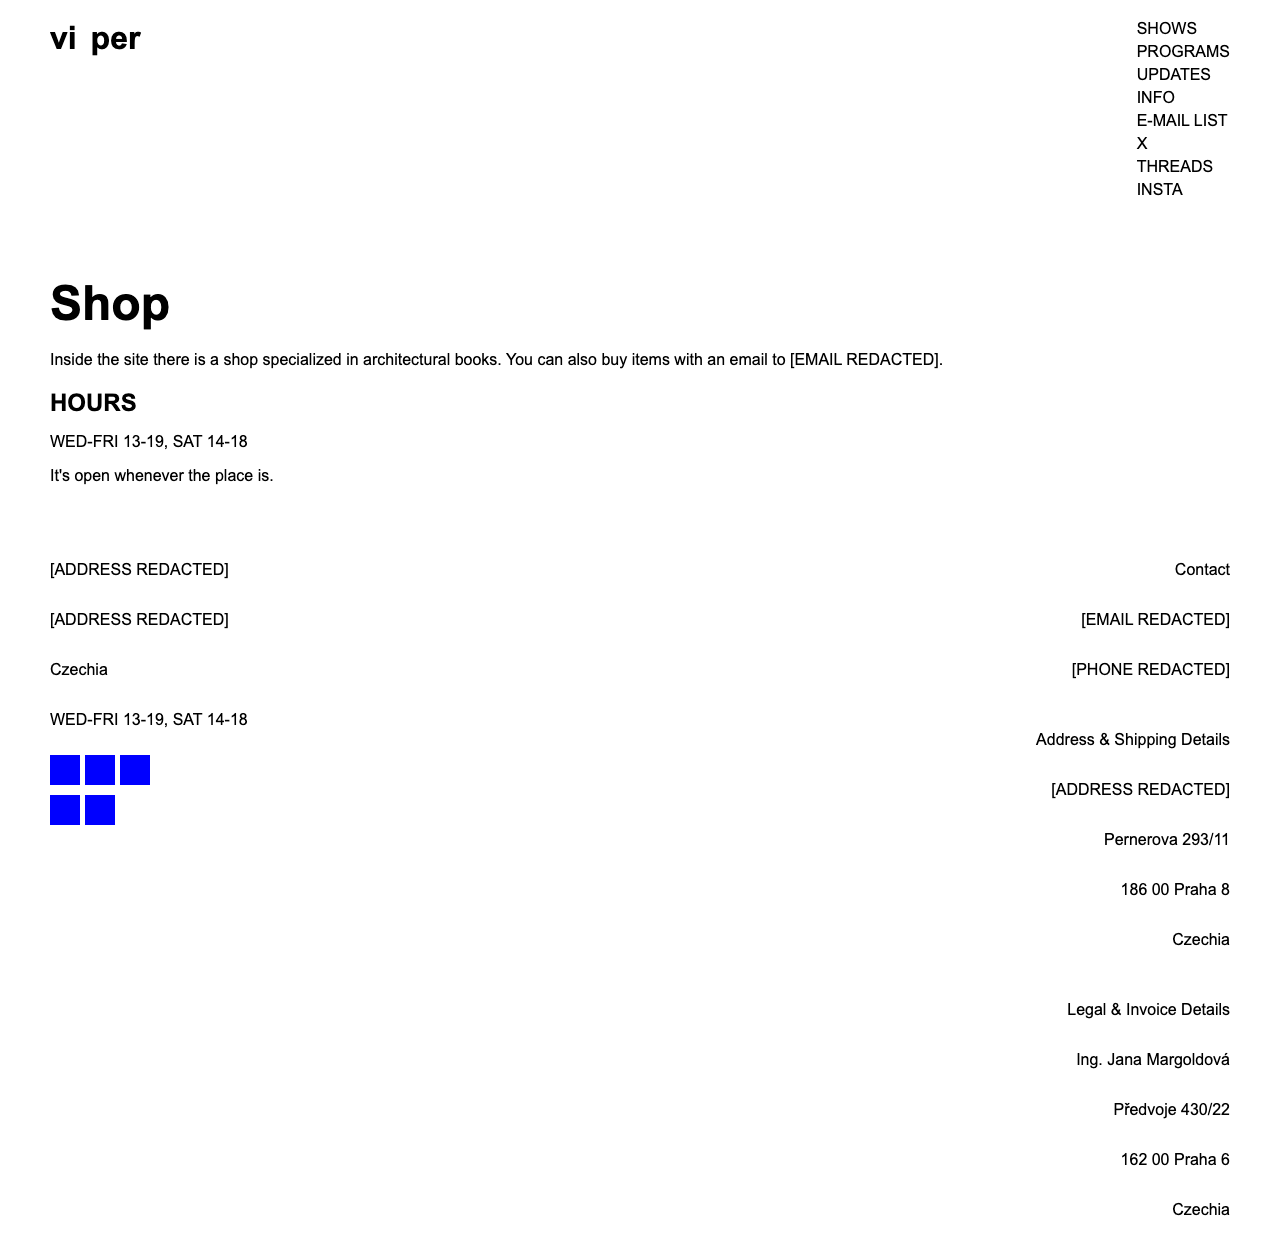 vi per
SHOWS
PROGRAMS
UPDATES
INFO
E-MAIL LIST
X
THREADS
INSTA
Shop
Inside the site there is a shop specialized in architectural books. You can also buy items with an email to [EMAIL REDACTED].
HOURS
WED-FRI 13-19, SAT 14-18
It's open whenever the place is.
[ADDRESS REDACTED]
[ADDRESS REDACTED]
Czechia
WED-FRI 13-19, SAT 14-18
Contact
[EMAIL REDACTED]
[PHONE REDACTED]
Address & Shipping Details
[ADDRESS REDACTED]
Pernerova 293/11
186 00 Praha 8
Czechia
Legal & Invoice Details
Ing. Jana Margoldová
Předvoje 430/22
162 00 Praha 6
Czechia